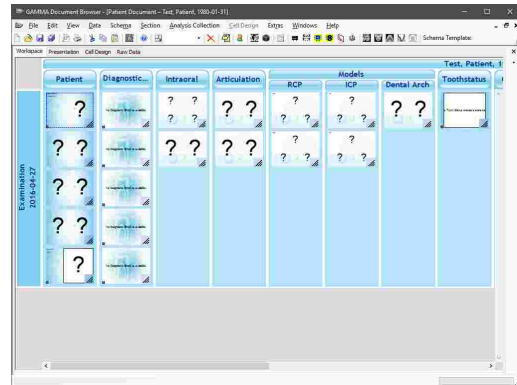 GAMMA Document Browser - [Patient Document - Test, Patient, 1980-01-31]
File Edit View Data Schema Section Analysis Collection Cell Design Extras Windows Help
Schema Template:
Workspace Presentation Cell Design Raw Data
Test, Patient, 1
Patient Diagnostic... Intraoral Articulation Models Toothstatus
RCP ICP Dental Arch
Examination
2016-04-27
? ? ? ? ? ? ? ?
? ? ? ?
? ? ? ? ? ?
? ? ? ?
? ?
? ?
?